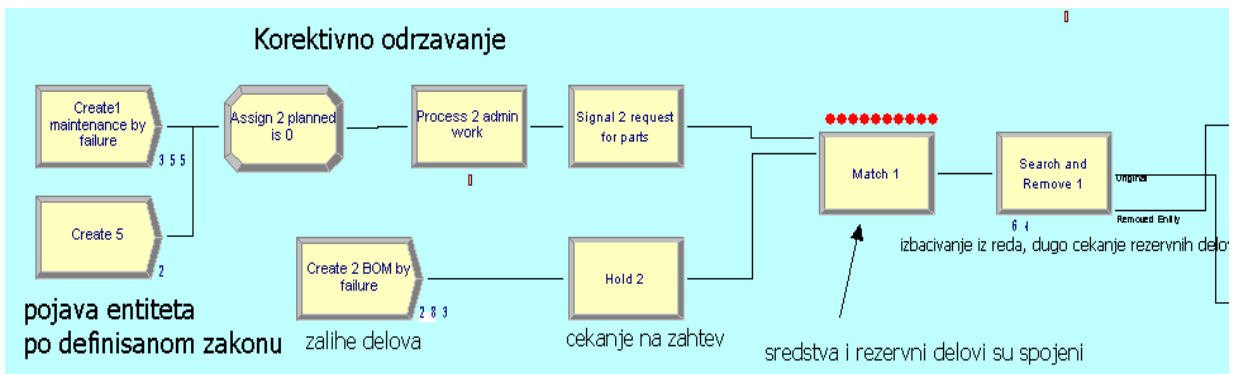 Korektivno odrzavanje
Create1
maintenance by
failure
3 5 5
Assign 2 planned
is 0
Process 2 admin
work
Signal 2 request
for parts
Match 1
Search and
Remove 1
Original
Removed Entity
6 4
Create 5
2
Create 2 BOM by
failure
2 8 3
Hold 2
izbacivanje iz reda, dugo cekanje rezervnih delov
pojava entiteta
po definisanom zakonu
zalihe delova
cekanje na zahtev
sredstva i rezervni delovi su spojeni